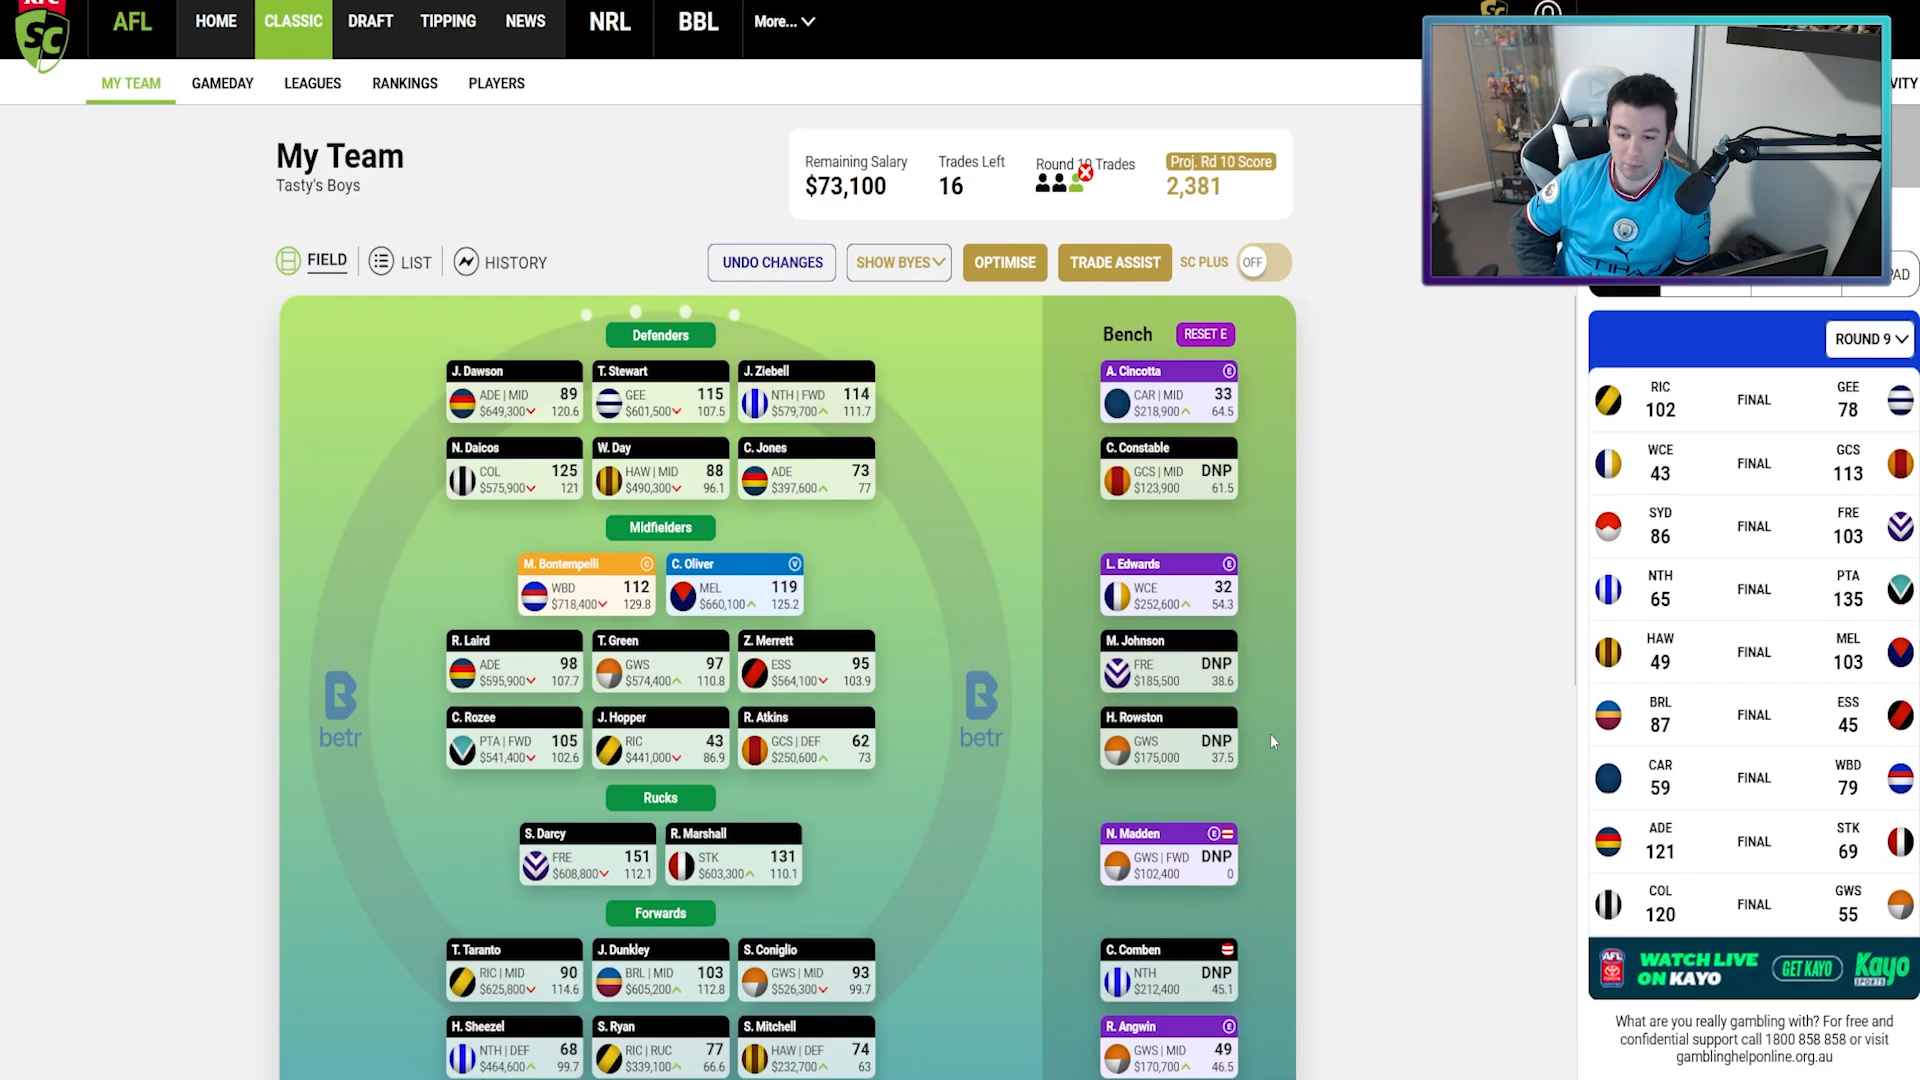 KFC
SC
AFL
HOME
CLASSIC
DRAFT
TIPPING
NEWS
NRL
BBL
More...
MY TEAM
GAMEDAY
LEAGUES
RANKINGS
PLAYERS
My Team
Tasty's Boys
Remaining Salary
$73,100
Trades Left
16
Round 10 Trades
Proj. Rd 10 Score
2,381
FIELD
LIST
HISTORY
UNDO CHANGES
SHOW BYES
OPTIMISE
TRADE ASSIST
SC PLUS
OFF
Defenders
J. Dawson
ADE | MID 89
$649,300 120.6
T. Stewart
GEE 115
$601,500 107.5
J. Ziebell
NTH | FWD 114
$579,700 111.7
N. Daicos
COL 125
$575,900 121
W. Day
HAW | MID 88
$490,300 96.1
C. Jones
ADE 73
$397,600 77
Midfielders
M. Bontempelli C
WBD 112
$718,400 129.8
C. Oliver V
MEL 119
$660,100 125.2
R. Laird
ADE 98
$595,900 107.7
T. Green
GWS 97
$574,400 110.8
Z. Merrett
ESS 95
$564,100 103.9
C. Rozee
PTA | FWD 105
$541,400 102.6
J. Hopper
RIC 43
$441,000 86.9
R. Atkins
GCS | DEF 62
$250,600 73
betr
betr
Rucks
S. Darcy
FRE 151
$608,800 112.1
R. Marshall
STK 131
$603,300 110.1
Forwards
T. Taranto
RIC | MID 90
$625,800 114.6
J. Dunkley
BRL | MID 103
$605,200 112.8
S. Coniglio
GWS | MID 93
$526,300 99.7
H. Sheezel
NTH | DEF 68
$464,600 99.7
S. Ryan
RIC | RUC 77
$339,100 66.6
S. Mitchell
HAW | DEF 74
$232,700 63
Bench
RESET E
A. Cincotta E
CAR | MID 33
$218,900 64.5
C. Constable
GCS | MID DNP
$123,900 61.5
L. Edwards E
WCE 32
$252,600 54.3
M. Johnson
FRE DNP
$185,500 38.6
H. Rowston
GWS DNP
$175,000 37.5
N. Madden E
GWS | FWD DNP
$102,400 0
C. Comben
NTH DNP
$212,400 45.1
R. Angwin E
GWS | MID 49
$170,700 46.5
VITY
PAD
ROUND 9
RIC 102 FINAL GEE 78
WCE 43 FINAL GCS 113
SYD 86 FINAL FRE 103
NTH 65 FINAL PTA 135
HAW 49 FINAL MEL 103
BRL 87 FINAL ESS 45
CAR 59 FINAL WBD 79
ADE 121 FINAL STK 69
COL 120 FINAL GWS 55
AFL
WATCH LIVE
ON KAYO
GET KAYO
Kayo
SPORTS
What are you really gambling with? For free and
confidential support call 1800 858 858 or visit
gamblinghelponline.org.au